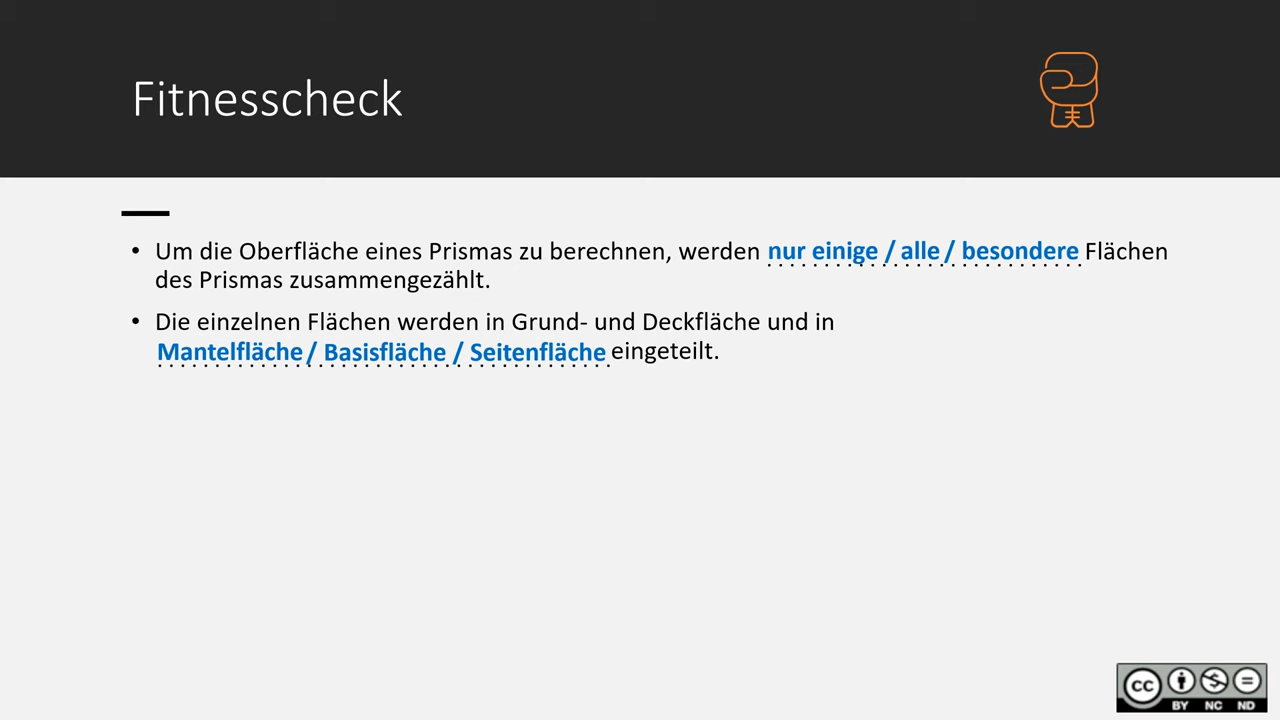 Fitnesscheck
• Um die Oberfläche eines Prismas zu berechnen, werden nur einige / alle / besondere Flächen
des Prismas zusammengezählt.
• Die einzelnen Flächen werden in Grund- und Deckfläche und in
Mantelfläche / Basisfläche / Seitenfläche eingeteilt.
CC BY NC ND